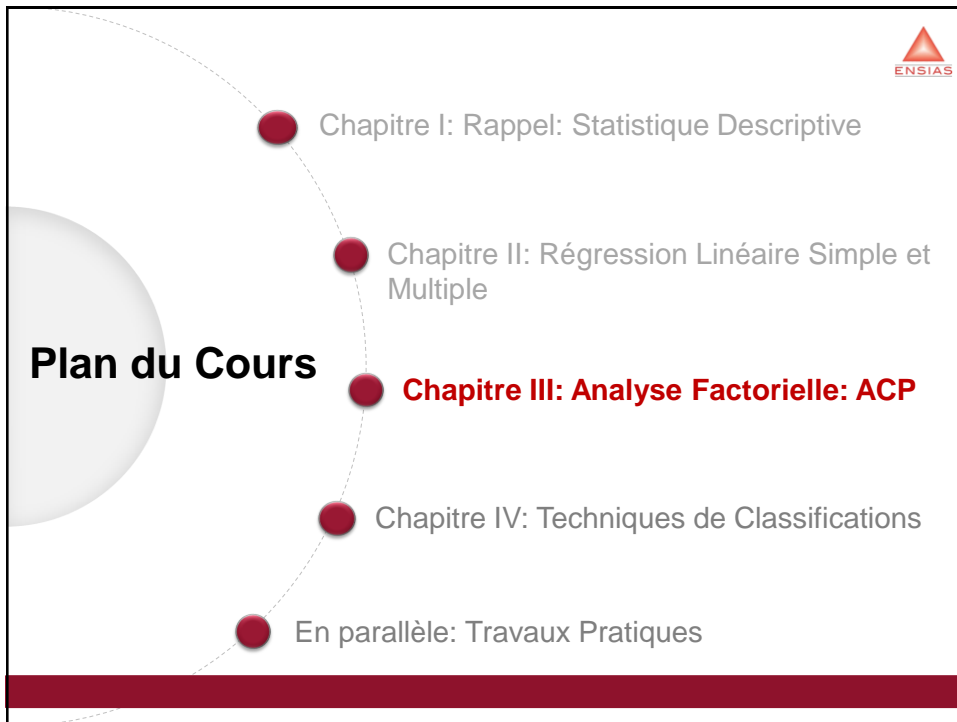 ENSIAS
Chapitre I: Rappel: Statistique Descriptive
Chapitre II: Régression Linéaire Simple et
Multiple
Plan du Cours
Chapitre III: Analyse Factorielle: ACP
Chapitre IV: Techniques de Classifications
En parallèle: Travaux Pratiques